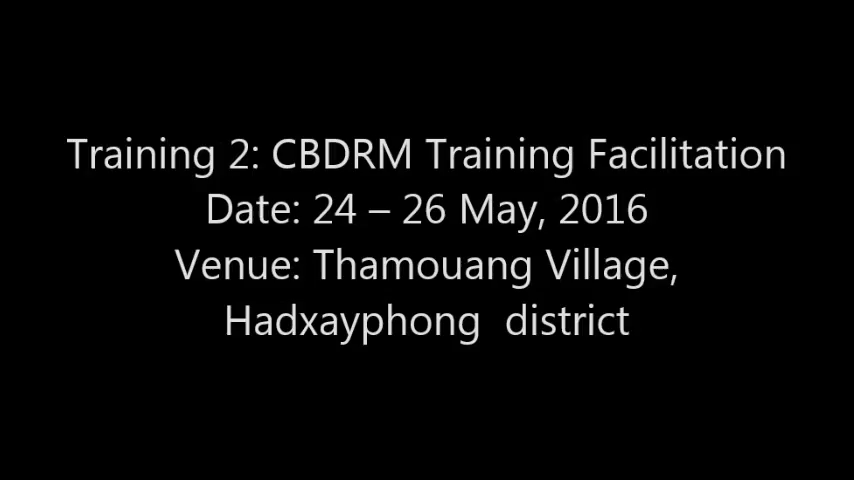 Training 2: CBDRM Training Facilitation
Date: 24 – 26 May, 2016
Venue: Thamouang Village,
Hadxayphong  district